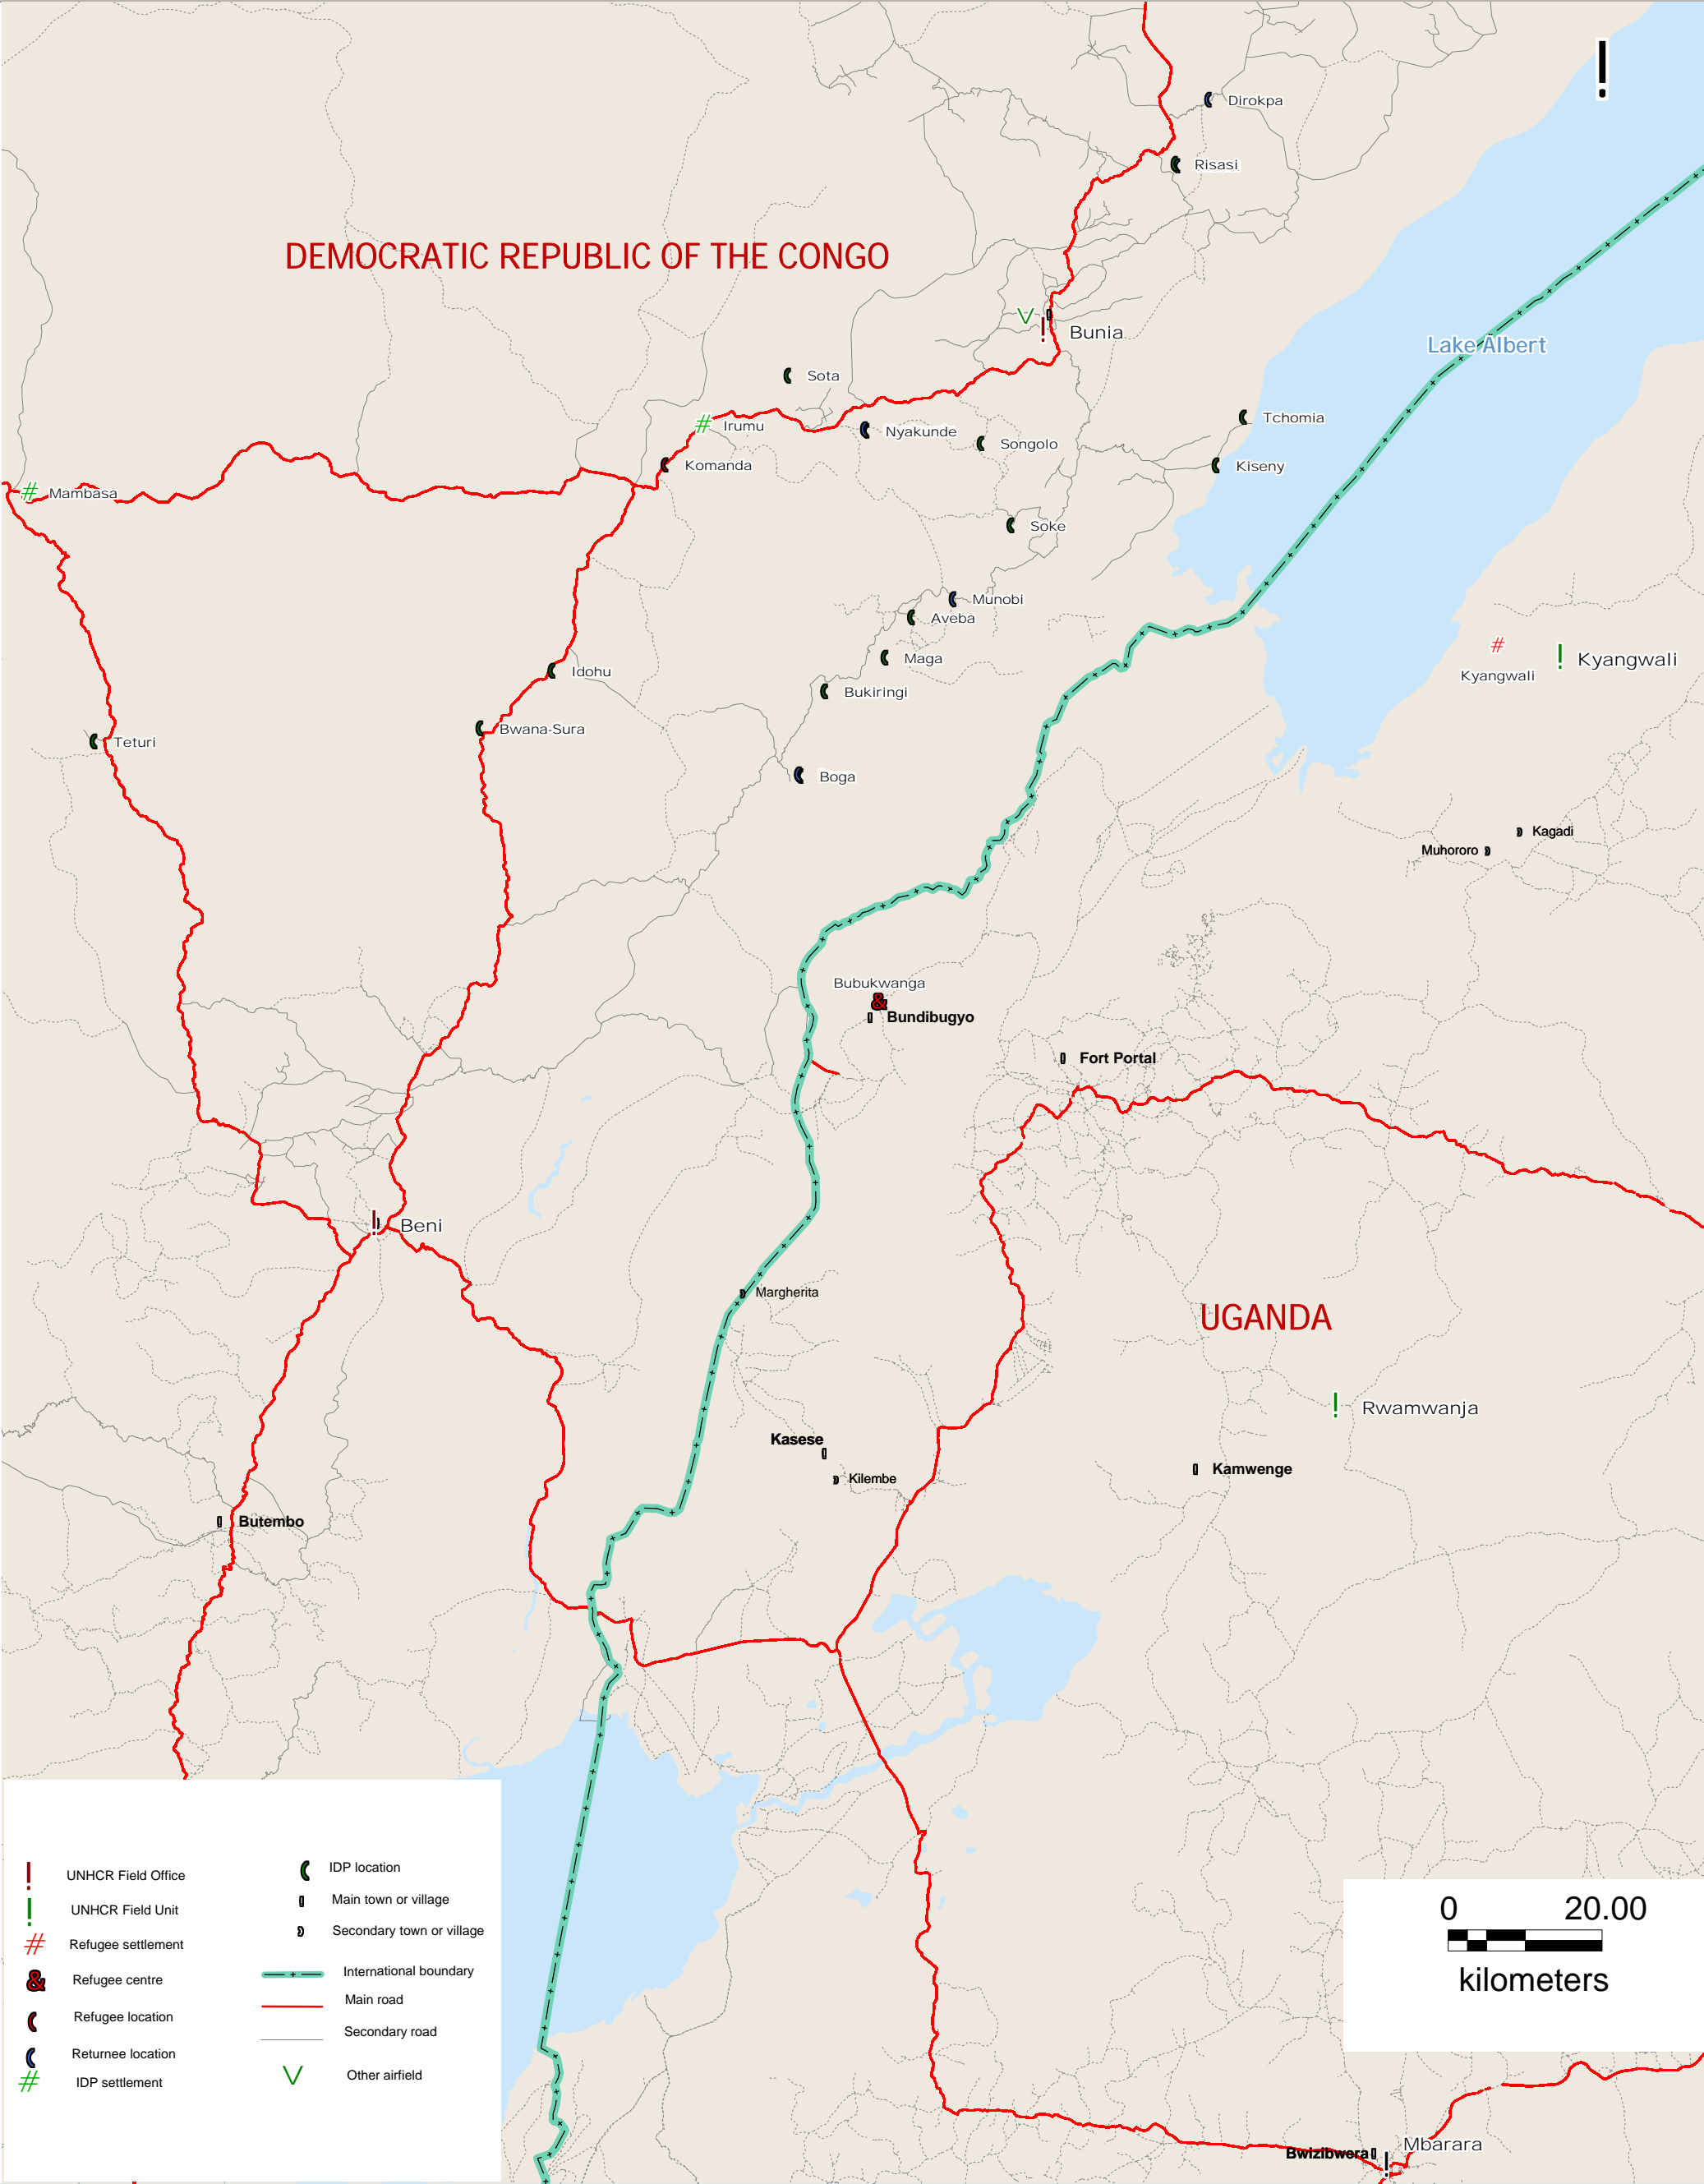 Dirokpa
Risasi
DEMOCRATIC REPUBLIC OF THE CONGO
Bunia
Lake Albert
Sota
Irumu
Nyakunde
Songolo
Tchomia
Komanda
Kiseny
Mambasa
Soke
Munobi
Aveba
Maga
Kyangwali
Kyangwali
Idohu
Bukiringi
Bwana-Sura
Teturi
Boga
Kagadi
Muhororo
Bubukwanga
&
Bundibugyo
Fort Portal
Beni
Margherita
UGANDA
Rwamwanja
Kasese
Kilembe
Kamwenge
Butembo
! UNHCR Field Office
! UNHCR Field Unit
# Refugee settlement
& Refugee centre
Refugee location
Returnee location
# IDP settlement
IDP location
Main town or village
Secondary town or village
International boundary
Main road
Secondary road
V Other airfield
0 20.00
kilometers
Mbarara
Bwizibwera